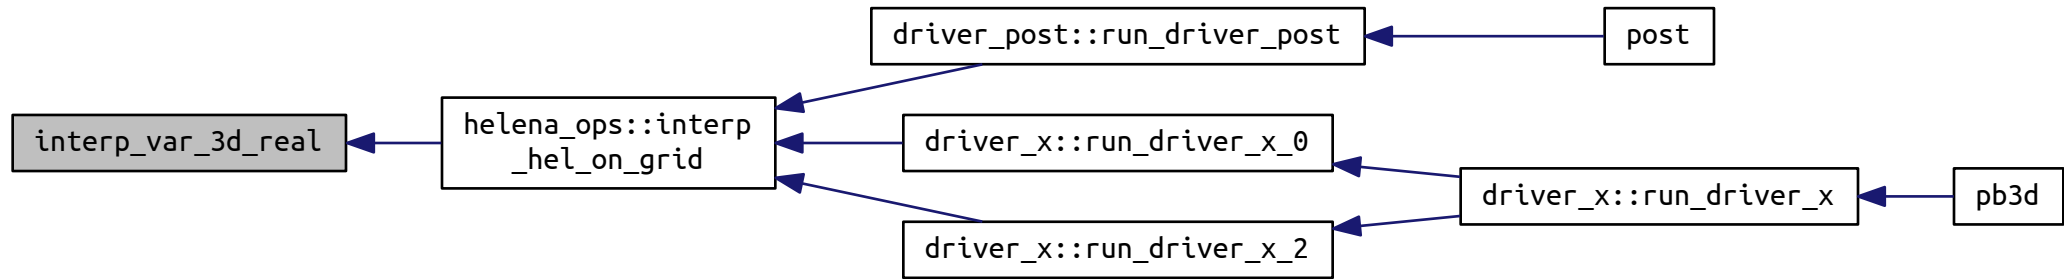 driver_post::run_driver_post
post
interp_var_3d_real
helena_ops::interp
_hel_on_grid
driver_x::run_driver_x_0
driver_x::run_driver_x_2
driver_x::run_driver_x
pb3d